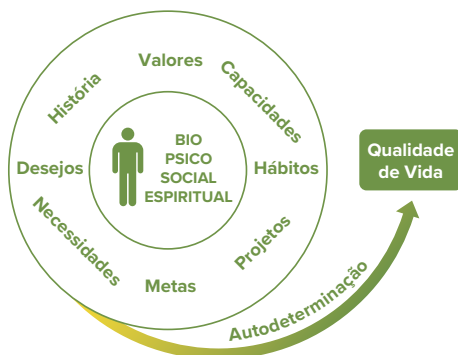 Valores
História
Capacidades
BIO
PSICO
SOCIAL
ESPIRITUAL
Desejos
Hábitos
Qualidade
de Vida
Necessidades
Projetos
Metas
Autodeterminação